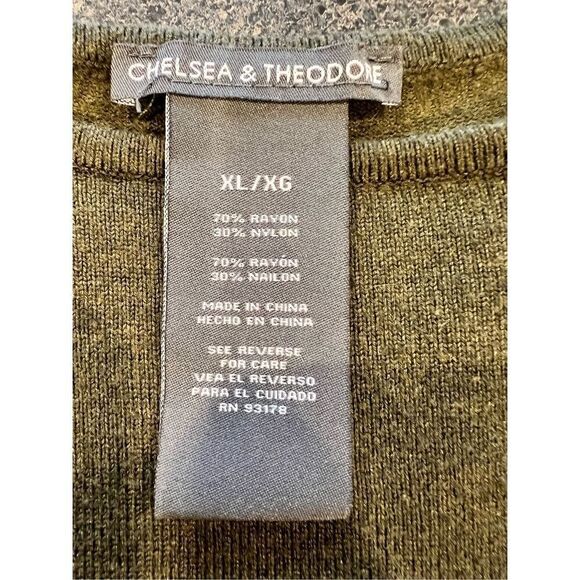 CHELSEA & THEODORE
XL/XG
70% RAYON
30% NYLON
70% RAYÓN
30% NAILON
MADE IN CHINA
HECHO EN CHINA
SEE REVERSE
FOR CARE
VEA EL REVERSO
PARA EL CUIDADO
RN 93178